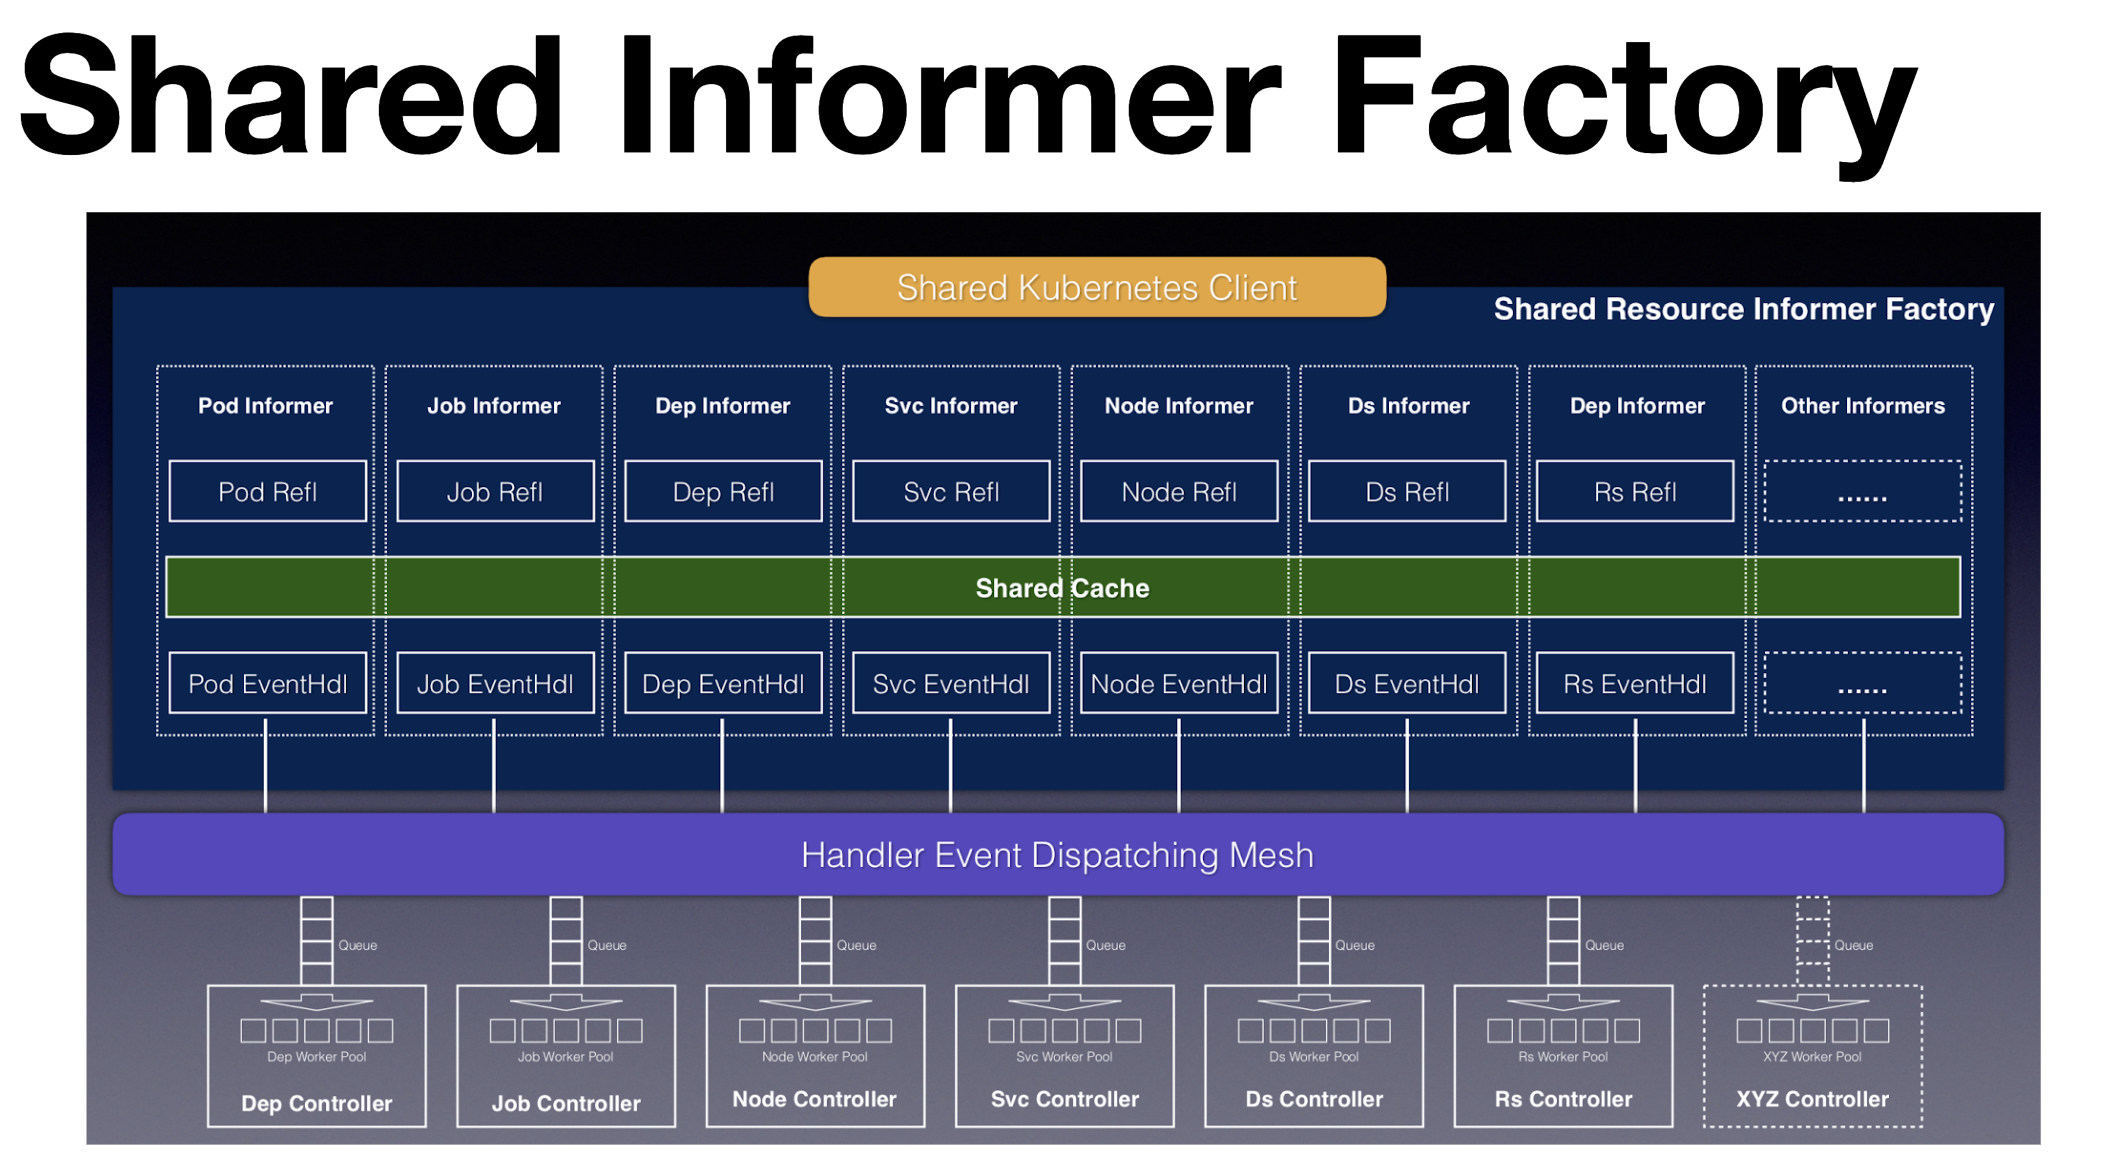 Shared Informer Factory
Shared Kubernetes Client
Shared Resource Informer Factory
Pod Informer
Job Informer
Dep Informer
Svc Informer
Node Informer
Ds Informer
Dep Informer
Other Informers
Pod Refl
Job Refl
Dep Refl
Svc Refl
Node Refl
Ds Refl
Rs Refl
......
Shared Cache
Pod EventHdl
Job EventHdl
Dep EventHdl
Svc EventHdl
Node EventHdl
Ds EventHdl
Rs EventHdl
......
Handler Event Dispatching Mesh
Queue
Queue
Queue
Queue
Queue
Queue
Queue
Dep Worker Pool
Job Worker Pool
Node Worker Pool
Svc Worker Pool
Ds Worker Pool
Rs Worker Pool
XYZ Worker Pool
Dep Controller
Job Controller
Node Controller
Svc Controller
Ds Controller
Rs Controller
XYZ Controller